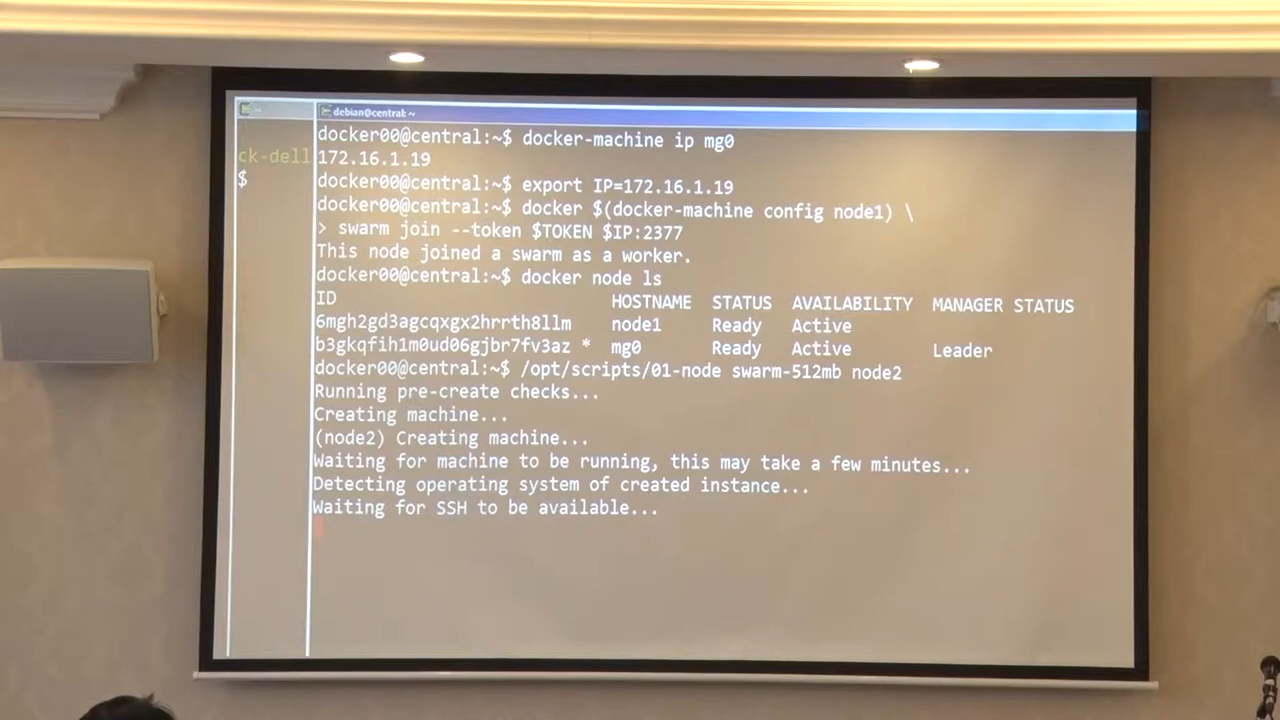 debian@central: ~
docker00@central:~$ docker-machine ip mg0
172.16.1.19
docker00@central:~$ export IP=172.16.1.19
docker00@central:~$ docker $(docker-machine config node1) \
> swarm join --token $TOKEN $IP:2377
This node joined a swarm as a worker.
docker00@central:~$ docker node ls
ID HOSTNAME STATUS AVAILABILITY MANAGER STATUS
6mgh2gd3agcqxgx2hrrth8llm node1 Ready Active
b3gkqfih1m0ud06gjbr7fv3az * mg0 Ready Active Leader
docker00@central:~$ /opt/scripts/01-node swarm-512mb node2
Running pre-create checks...
Creating machine...
(node2) Creating machine...
Waiting for machine to be running, this may take a few minutes...
Detecting operating system of created instance...
Waiting for SSH to be available...
ck-dell
$